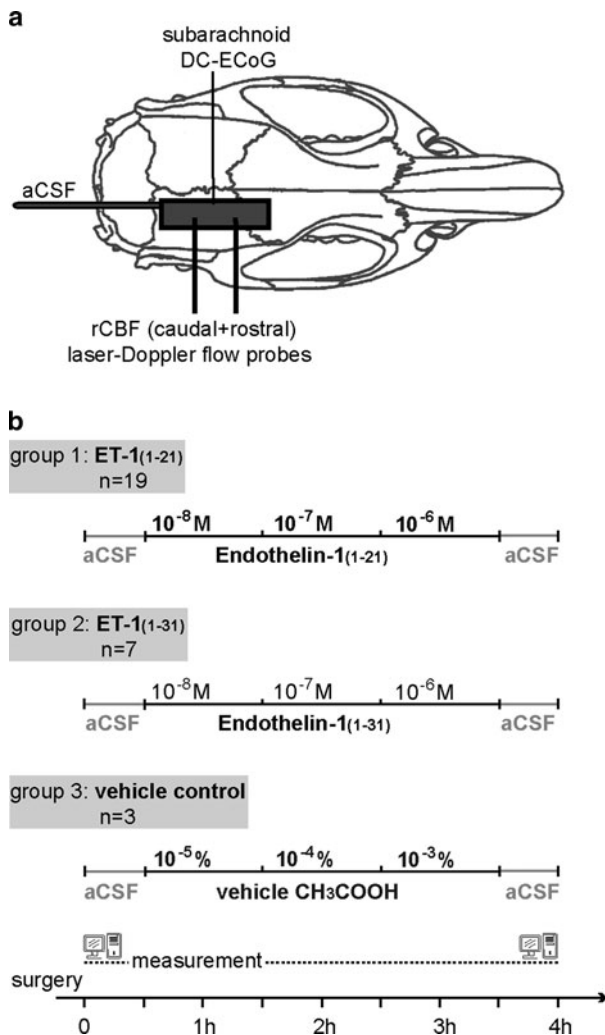 a
subarachnoid
DC-ECoG
aCSF
rCBF (caudal+rostral)
laser-Doppler flow probes
b
group 1: ET-1(1-21)
n=19
10-8M 10-7M 10-6M
aCSF Endothelin-1(1-21) aCSF
group 2: ET-1(1-31)
n=7
10-8M 10-7M 10-6M
aCSF Endothelin-1(1-31) aCSF
group 3: vehicle control
n=3
10-5% 10-4% 10-3%
aCSF vehicle CH3COOH aCSF
measurement
surgery
0 1h 2h 3h 4h